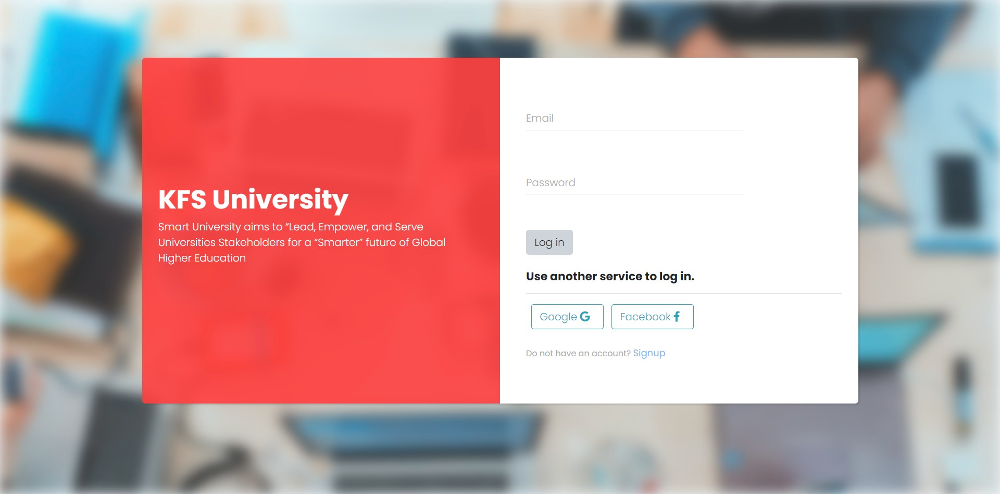 KFS University
Smart University aims to “Lead, Empower, and Serve
Universities Stakeholders for a “Smarter” future of Global
Higher Education
Email
Password
Log in
Use another service to log in.
Google
Facebook
Do not have an account? Signup